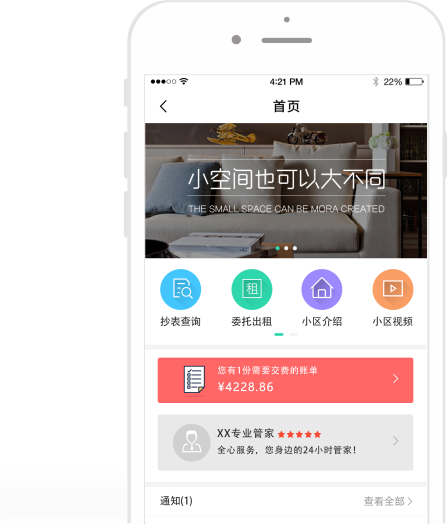 4:21 PM
22%
首页
小空间也可以大不同
THE SMALL SPACE CAN BE MORA CREATED
抄表查询
委托出租
小区介绍
小区视频
租
您有1份需要交费的账单
¥4228.86
XX专业管家
全心服务，您身边的24小时管家！
通知(1)
查看全部